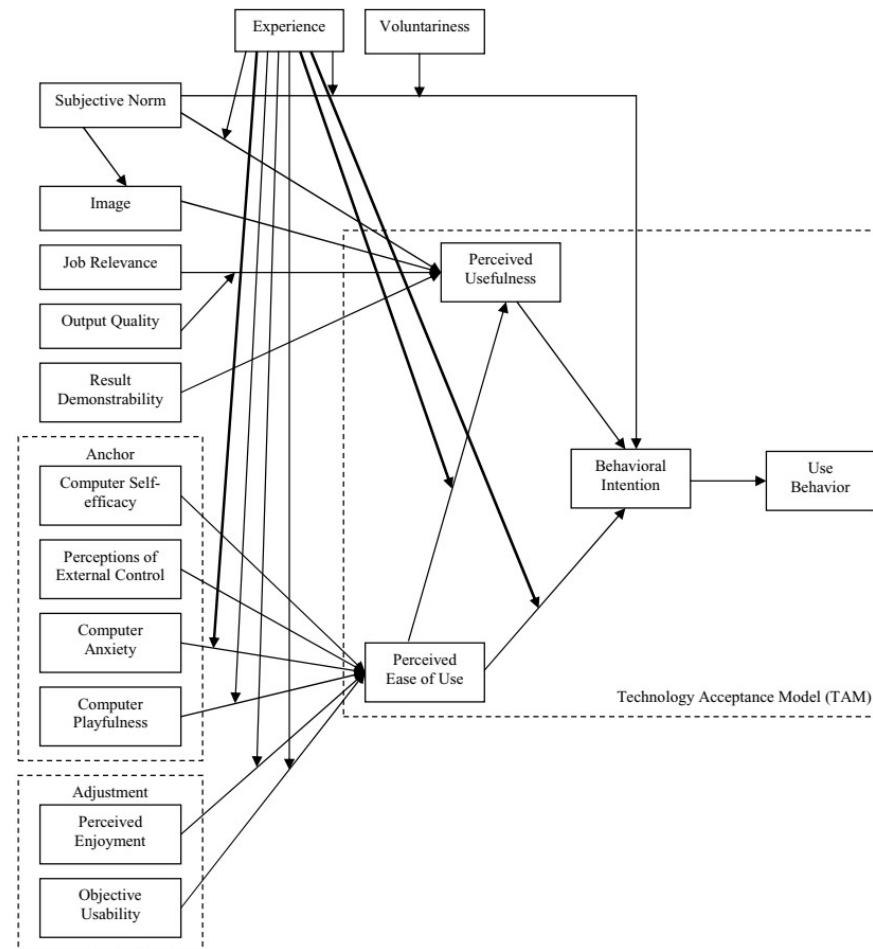 Experience
Voluntariness
Subjective Norm
Image
Job Relevance
Output Quality
Result
Demonstrability
Perceived
Usefulness
Anchor
Computer Self-
efficacy
Perceptions of
External Control
Computer
Anxiety
Computer
Playfulness
Behavioral
Intention
Use
Behavior
Perceived
Ease of Use
Technology Acceptance Model (TAM)
Adjustment
Perceived
Enjoyment
Objective
Usability